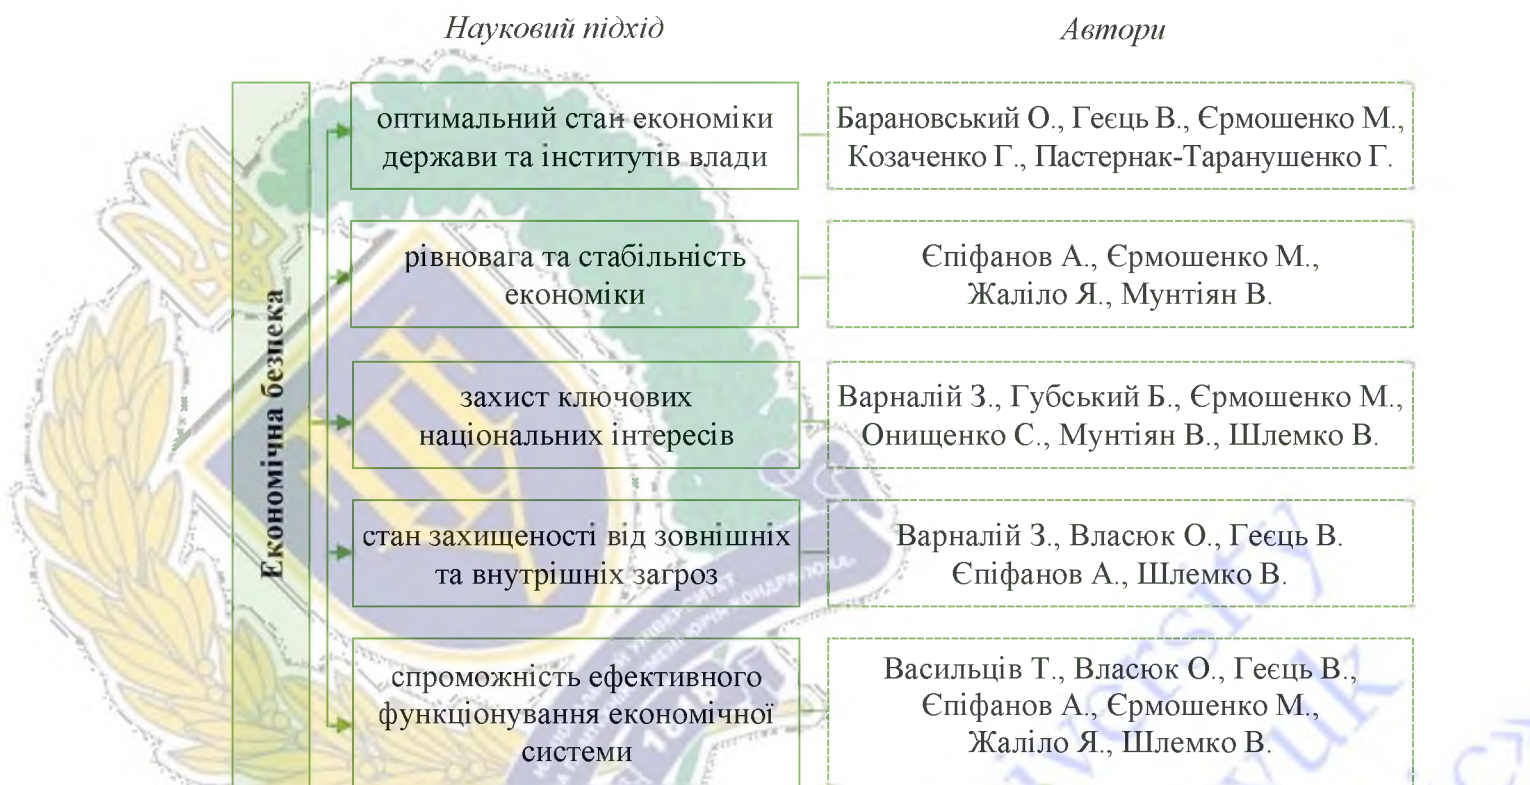 Науковий підхід
Автори
Економічна безпека
оптимальний стан економіки
держави та інститутів влади
Барановський О., Геєць В., Єрмошенко М.,
Козаченко Г., Пастернак-Таранушенко Г.
рівновага та стабільність
економіки
Єпіфанов А., Єрмошенко М.,
Жаліло Я., Мунтіян В.
захист ключових
національних інтересів
Варналій З., Губський Б., Єрмошенко М.,
Онищенко С., Мунтіян В., Шлемко В.
стан захищеності від зовнішніх
та внутрішніх загроз
Варналій З., Власюк О., Геєць В.
Єпіфанов А., Шлемко В.
спроможність ефективного
функціонування економічної
системи
Васильців Т., Власюк О., Геєць В.,
Єпіфанов А., Єрмошенко М.,
Жаліло Я., Шлемко В.